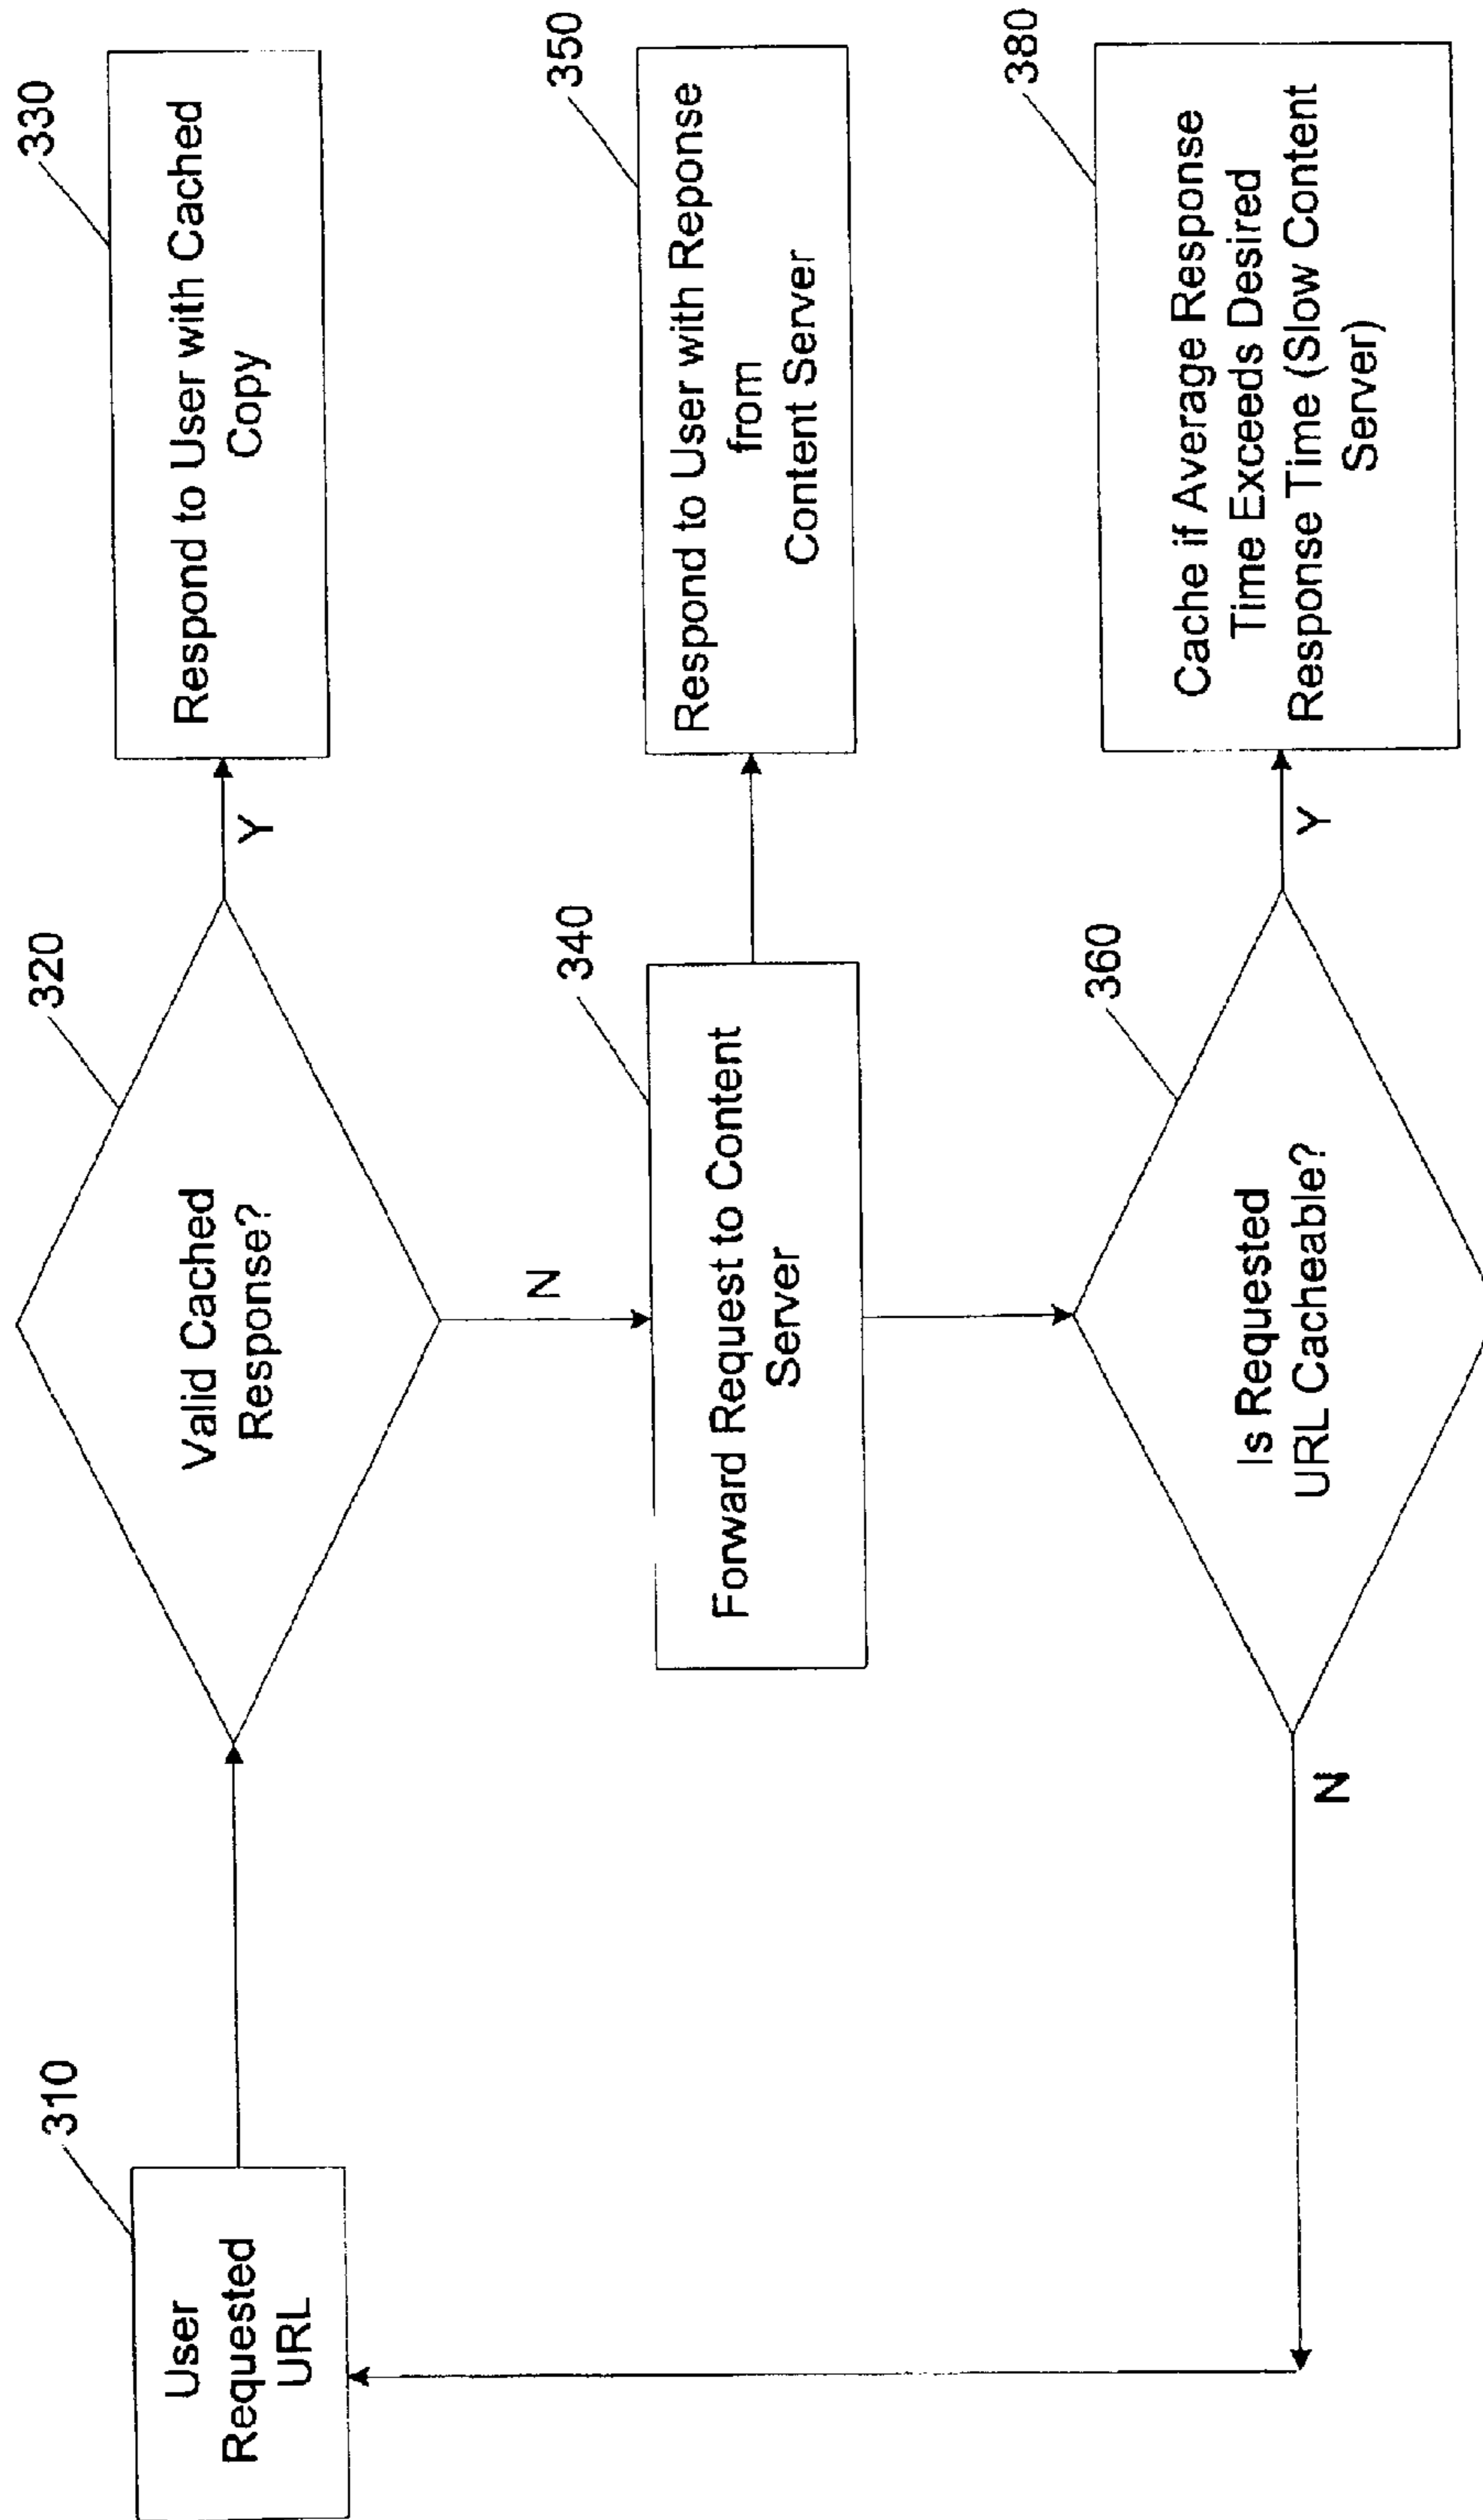 310
User
Requested
URL
320
Valid Cached
Response?
Y
330
Respond to User with Cached
Copy
N
340
Forward Request to Content
Server
350
Respond to User with Reponse
from
Content Server
360
Is Requested
URL Cacheable?
N
Y
380
Cache if Average Response
Time Exceeds Desired
Response Time (Slow Content
Server)